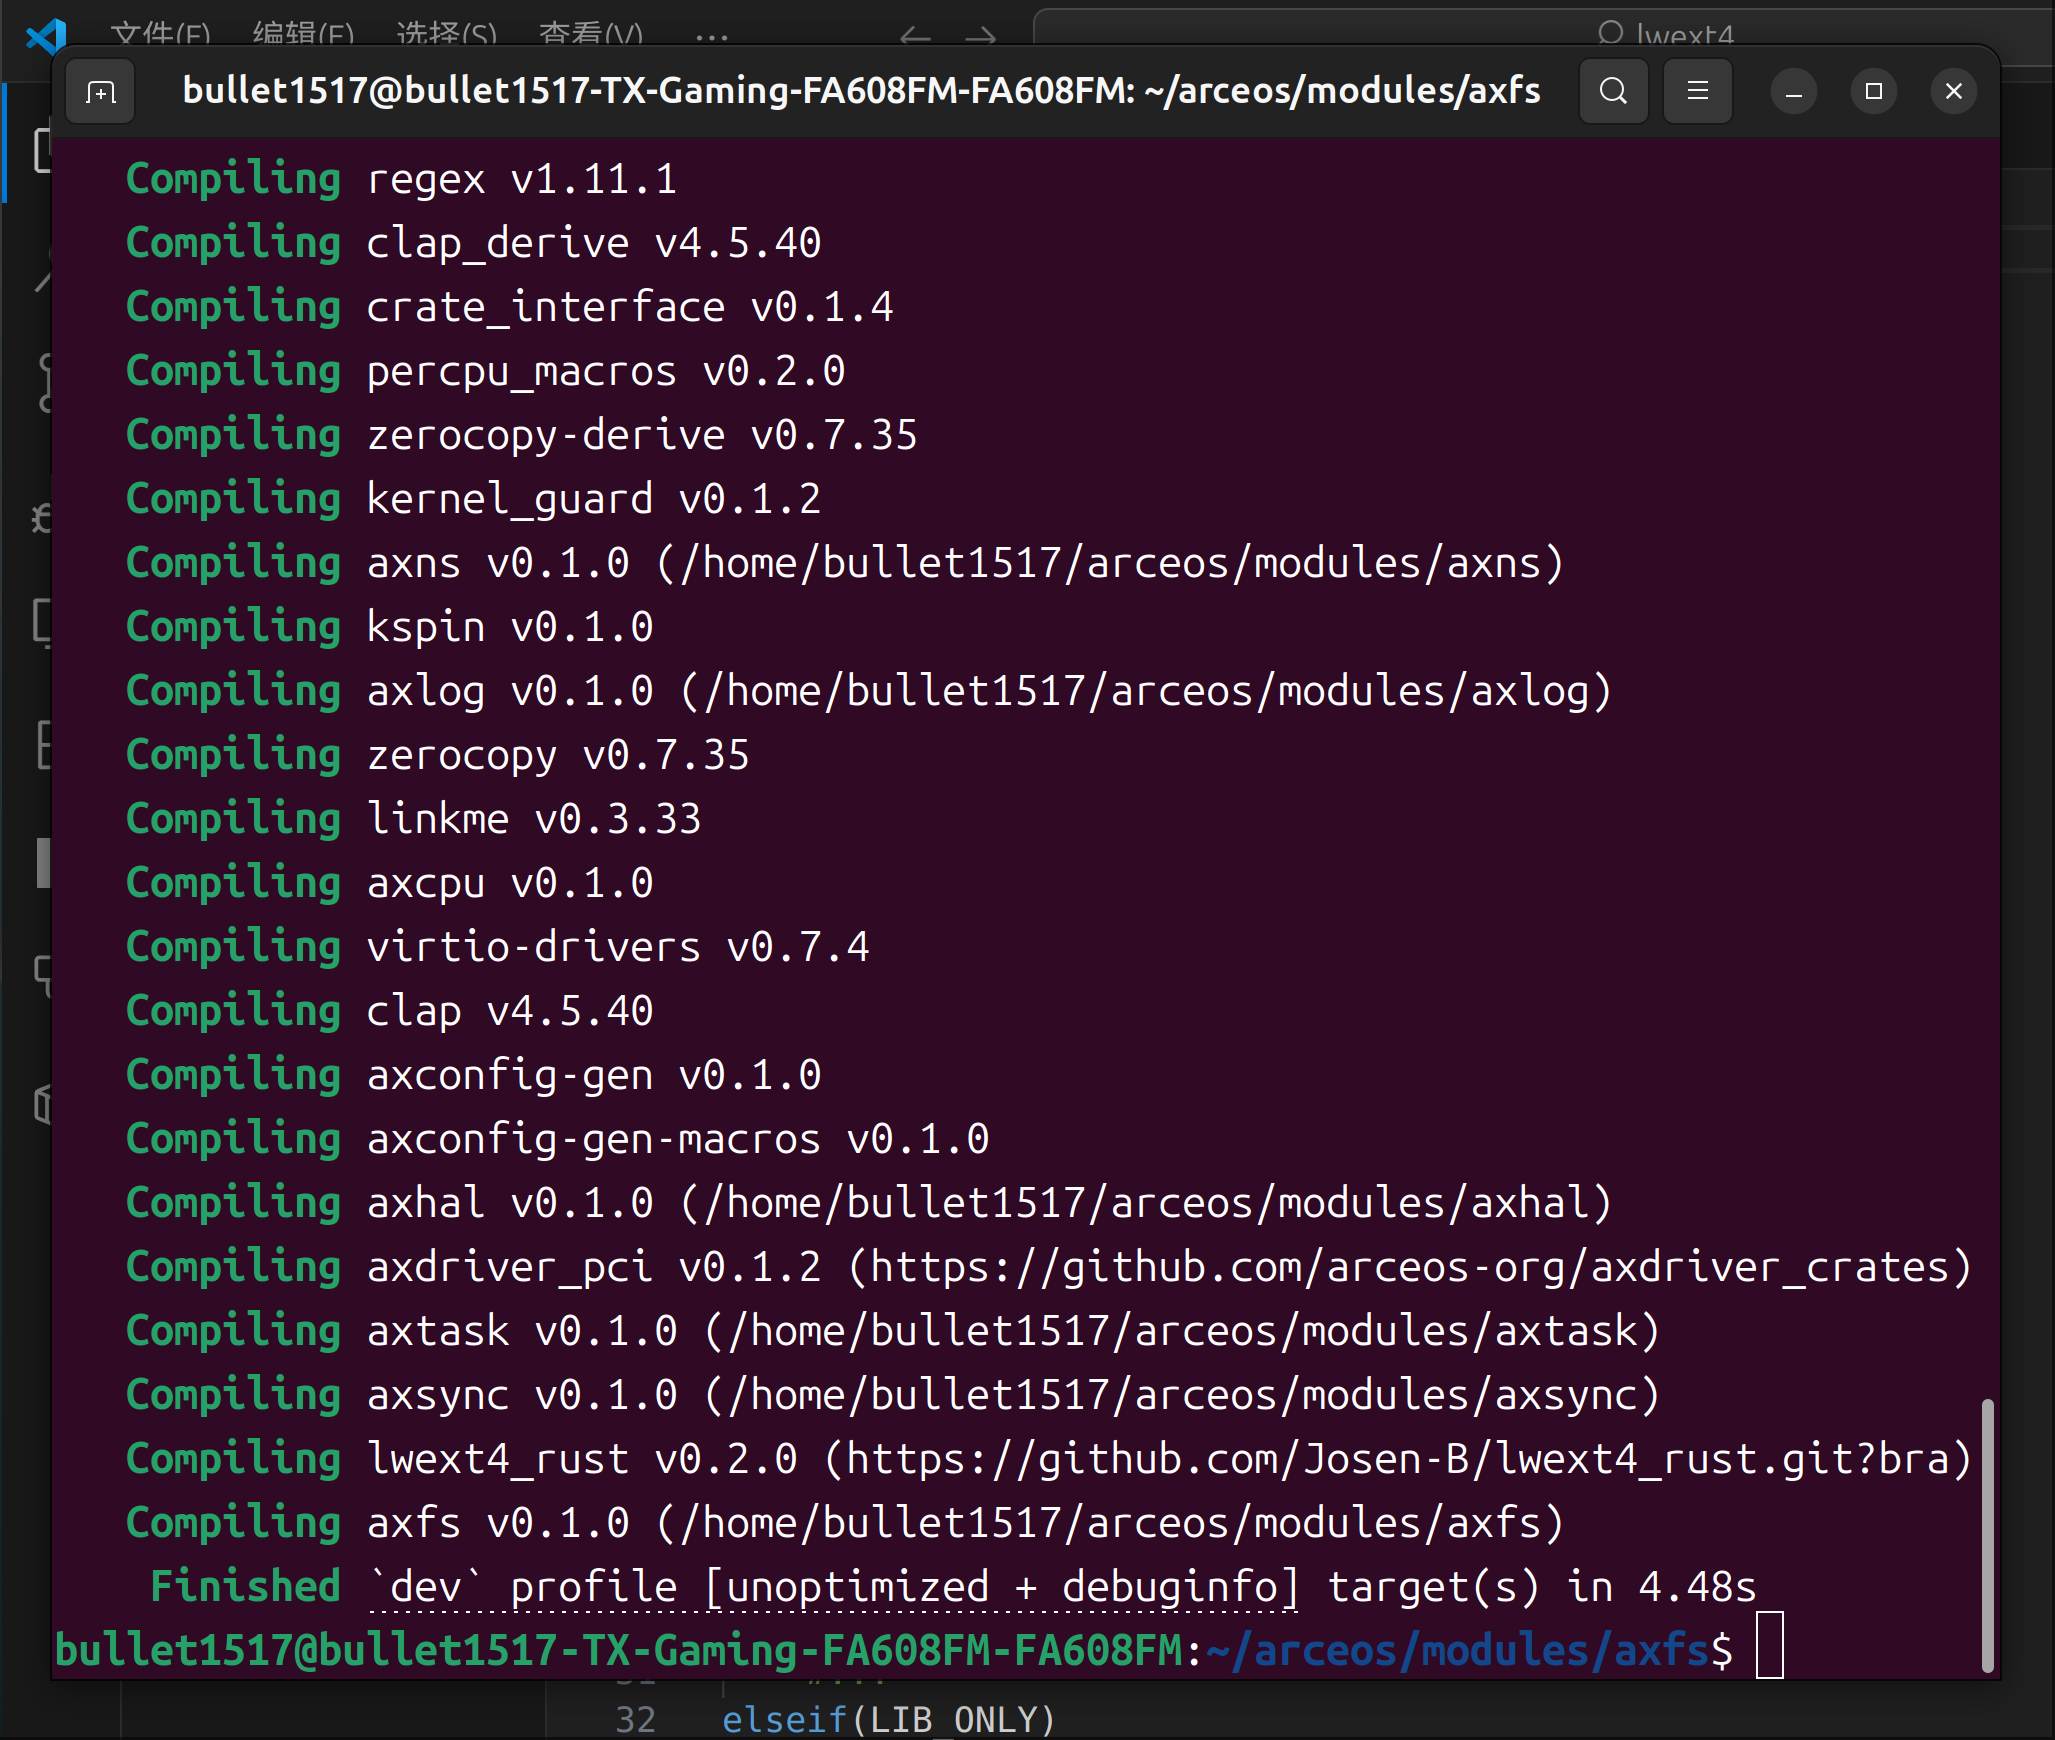 文件(F) 编辑(E) 选择(S) 查看(V) ··· ← → lwext4
bullet1517@bullet1517-TX-Gaming-FA608FM-FA608FM: ~/arceos/modules/axfs
Compiling regex v1.11.1
Compiling clap_derive v4.5.40
Compiling crate_interface v0.1.4
Compiling percpu_macros v0.2.0
Compiling zerocopy-derive v0.7.35
Compiling kernel_guard v0.1.2
Compiling axns v0.1.0 (/home/bullet1517/arceos/modules/axns)
Compiling kspin v0.1.0
Compiling axlog v0.1.0 (/home/bullet1517/arceos/modules/axlog)
Compiling zerocopy v0.7.35
Compiling linkme v0.3.33
Compiling axcpu v0.1.0
Compiling virtio-drivers v0.7.4
Compiling clap v4.5.40
Compiling axconfig-gen v0.1.0
Compiling axconfig-gen-macros v0.1.0
Compiling axhal v0.1.0 (/home/bullet1517/arceos/modules/axhal)
Compiling axdriver_pci v0.1.2 (https://github.com/arceos-org/axdriver_crates)
Compiling axtask v0.1.0 (/home/bullet1517/arceos/modules/axtask)
Compiling axsync v0.1.0 (/home/bullet1517/arceos/modules/axsync)
Compiling lwext4_rust v0.2.0 (https://github.com/Josen-B/lwext4_rust.git?bra)
Compiling axfs v0.1.0 (/home/bullet1517/arceos/modules/axfs)
Finished `dev` profile [unoptimized + debuginfo] target(s) in 4.48s
bullet1517@bullet1517-TX-Gaming-FA608FM-FA608FM:~/arceos/modules/axfs$
32 elseif(LIB_ONLY)